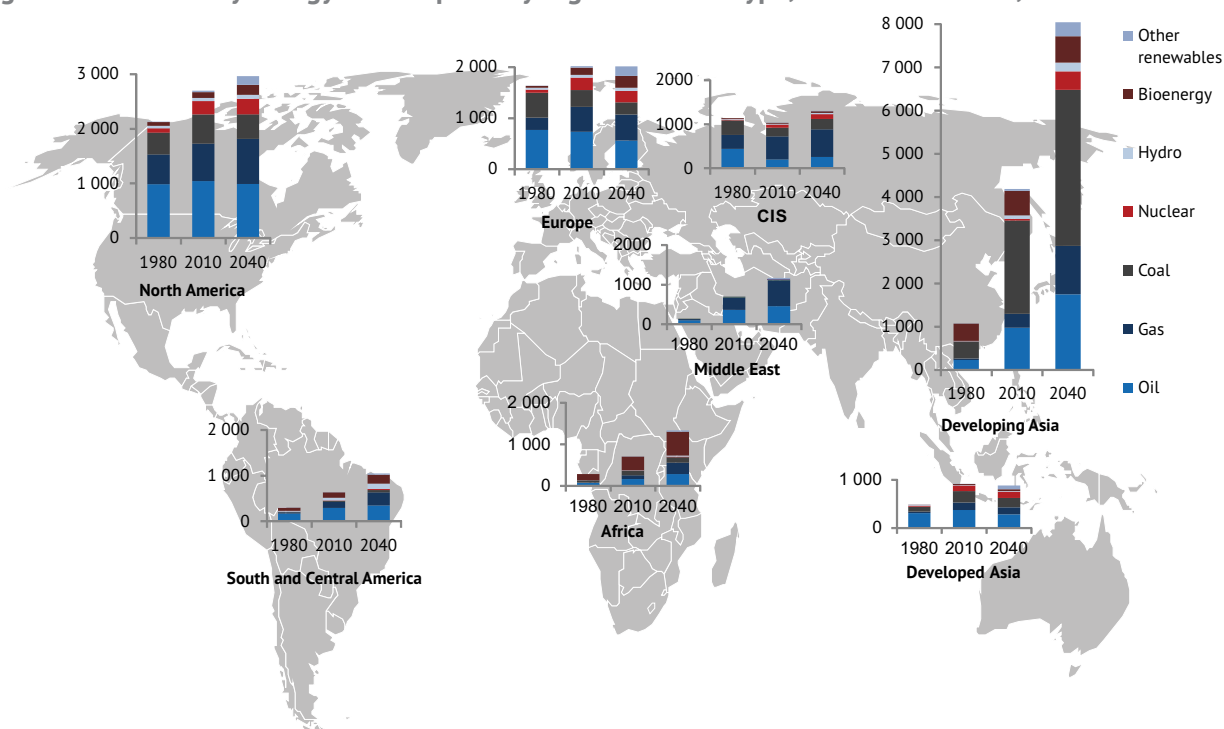 3 000
2 000
1 000
0
1980 2010 2040
North America
2 000
1 000
0
1980 2010 2040
Europe
2000
1000
0
1980 2010 2040
CIS
2000
1000
0
1980 2010 2040
Middle East
8 000
7 000
6 000
5 000
4 000
3 000
2 000
1 000
0
1980 2010 2040
Developing Asia
Other
renewables
Bioenergy
Hydro
Nuclear
Coal
Gas
Oil
2 000
1 000
0
1980 2010 2040
South and Central America
2 000
1 000
0
1980 2010 2040
Africa
1 000
0
1980 2010 2040
Developed Asia